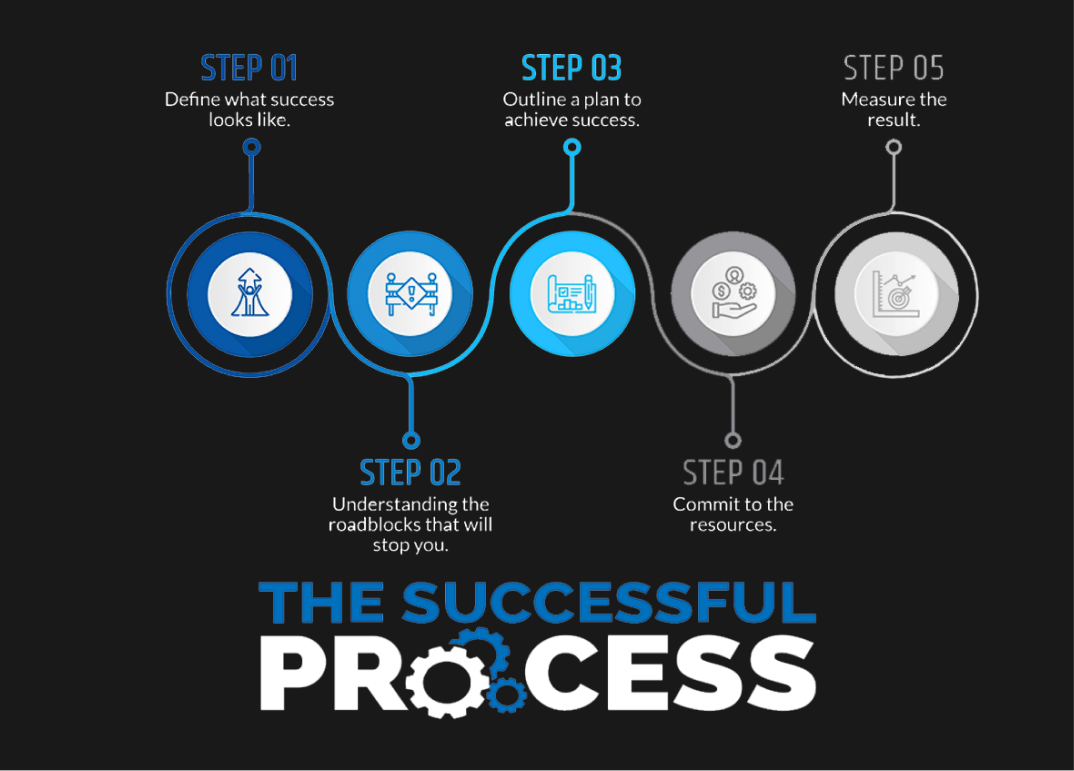 STEP 01
Define what success
looks like.
STEP 02
Understanding the
roadblocks that will
stop you.
STEP 03
Outline a plan to
achieve success.
STEP 04
Commit to the
resources.
STEP 05
Measure the
result.
THE SUCCESSFUL
PROCESS